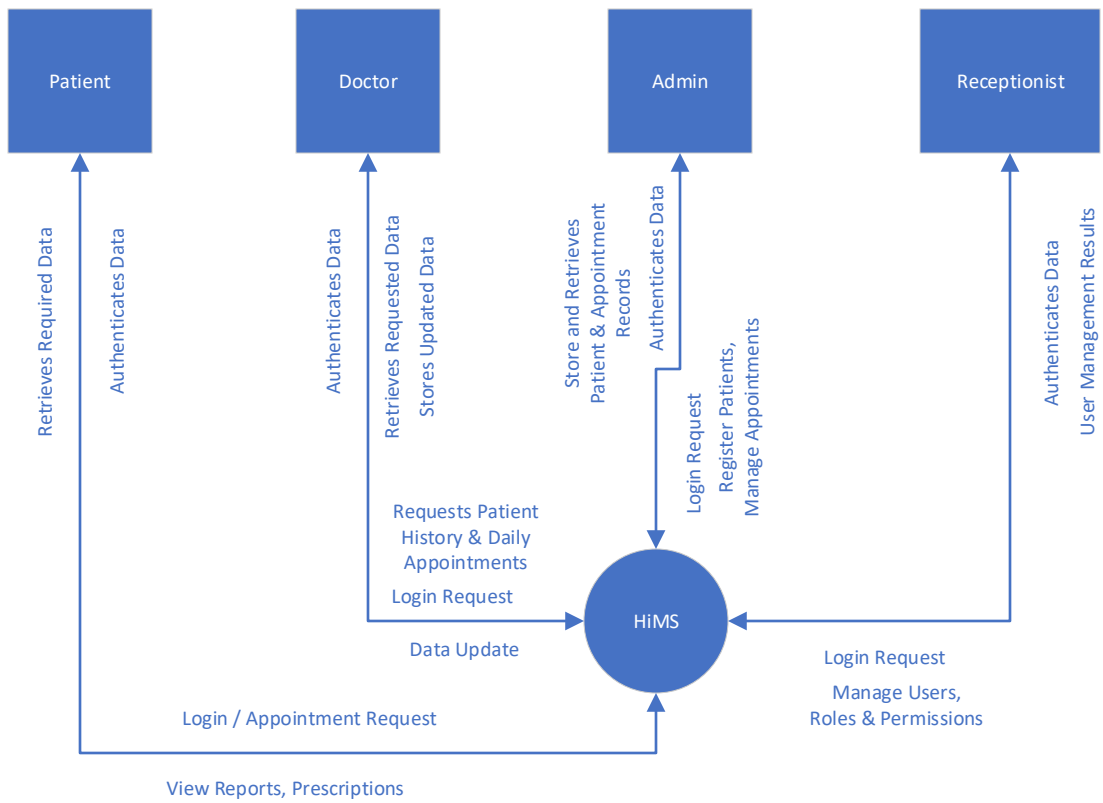 Patient
Doctor
Admin
Receptionist
Retrieves Required Data
Authenticates Data
Authenticates Data
Retrieves Requested Data
Stores Updated Data
Store and Retrieves
Patient & Appointment
Records
Authenticates Data
Login Request
Register Patients,
Manage Appointments
Authenticates Data
User Management Results
Requests Patient
History & Daily
Appointments
Login Request
Data Update
HiMS
Login Request
Manage Users,
Roles & Permissions
Login / Appointment Request
View Reports, Prescriptions